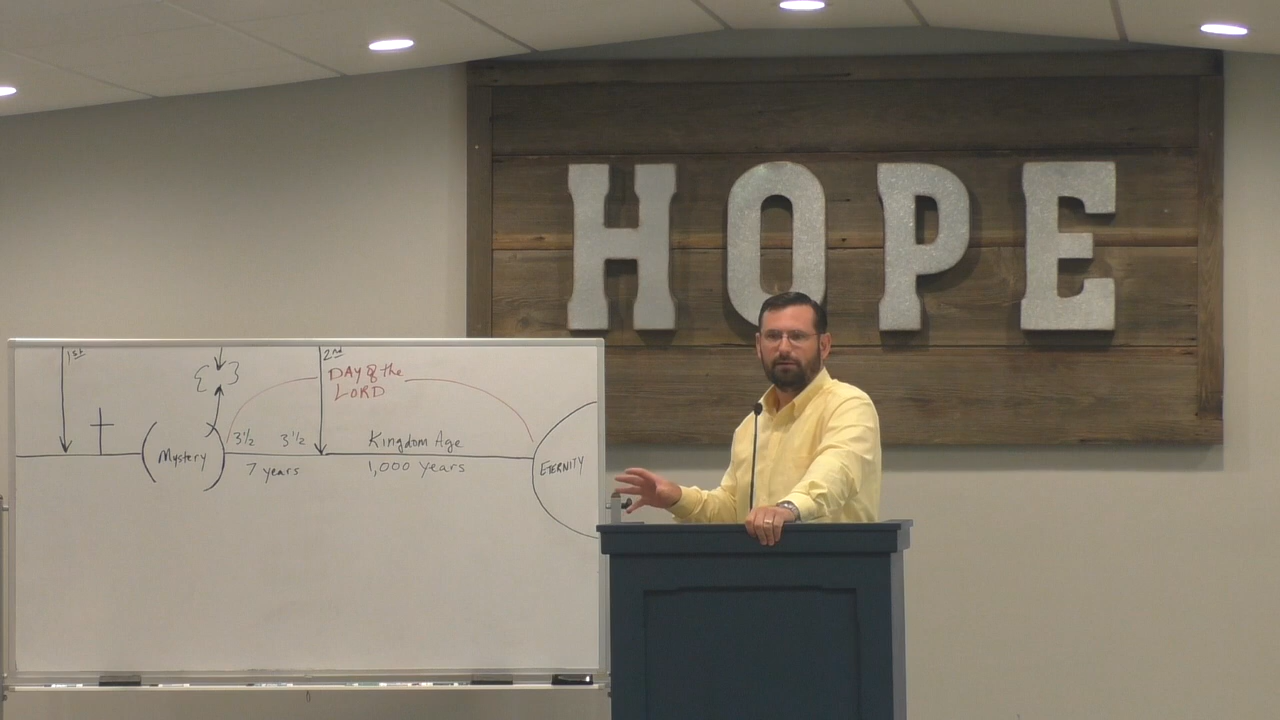 HOPE
1st
2nd
DAY of the
LORD
Mystery
3½ 3½
7 years
Kingdom Age
1,000 years
ETERNITY